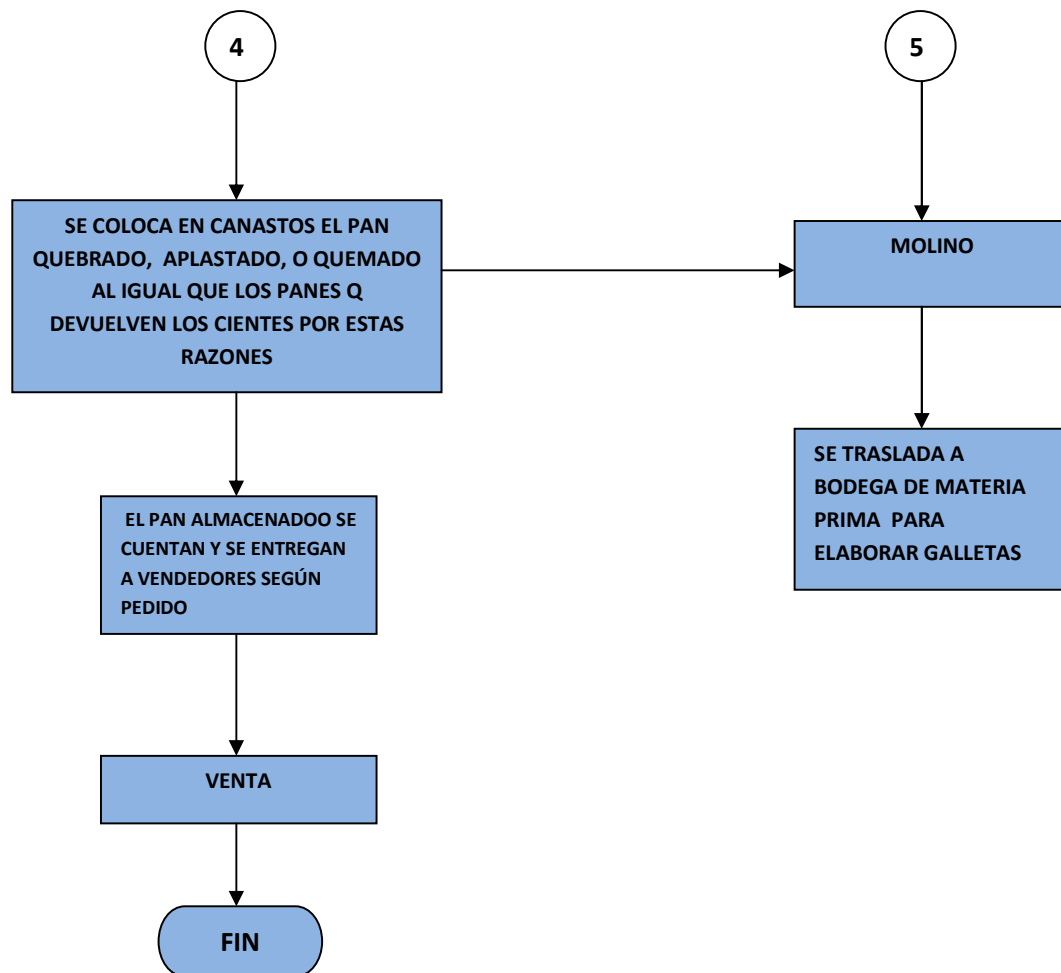 4
5
SE COLOCA EN CANASTOS EL PAN
QUEBRADO, APLASTADO, O QUEMADO
AL IGUAL QUE LOS PANES Q
DEVUELVEN LOS CIENTES POR ESTAS
RAZONES
MOLINO
SE TRASLADA A
BODEGA DE MATERIA
PRIMA PARA
ELABORAR GALLETAS
EL PAN ALMACENADOO SE
CUENTAN Y SE ENTREGAN
A VENDEDORES SEGÚN
PEDIDO
VENTA
FIN